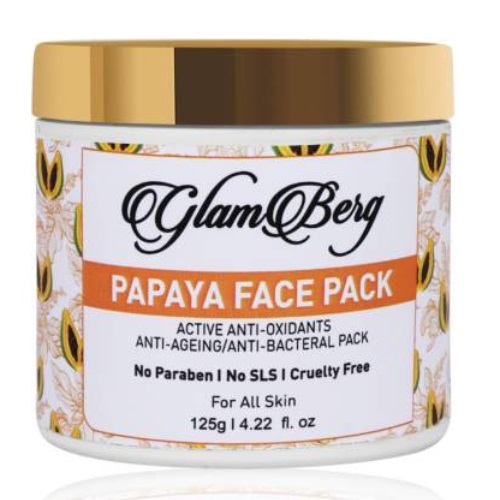 GlamBerg
PAPAYA FACE PACK
ACTIVE ANTI-OXIDANTS
ANTI-AGEING/ANTI-BACTERAL PACK
No Paraben | No SLS | Cruelty Free
For All Skin
125g | 4.22 fl. oz